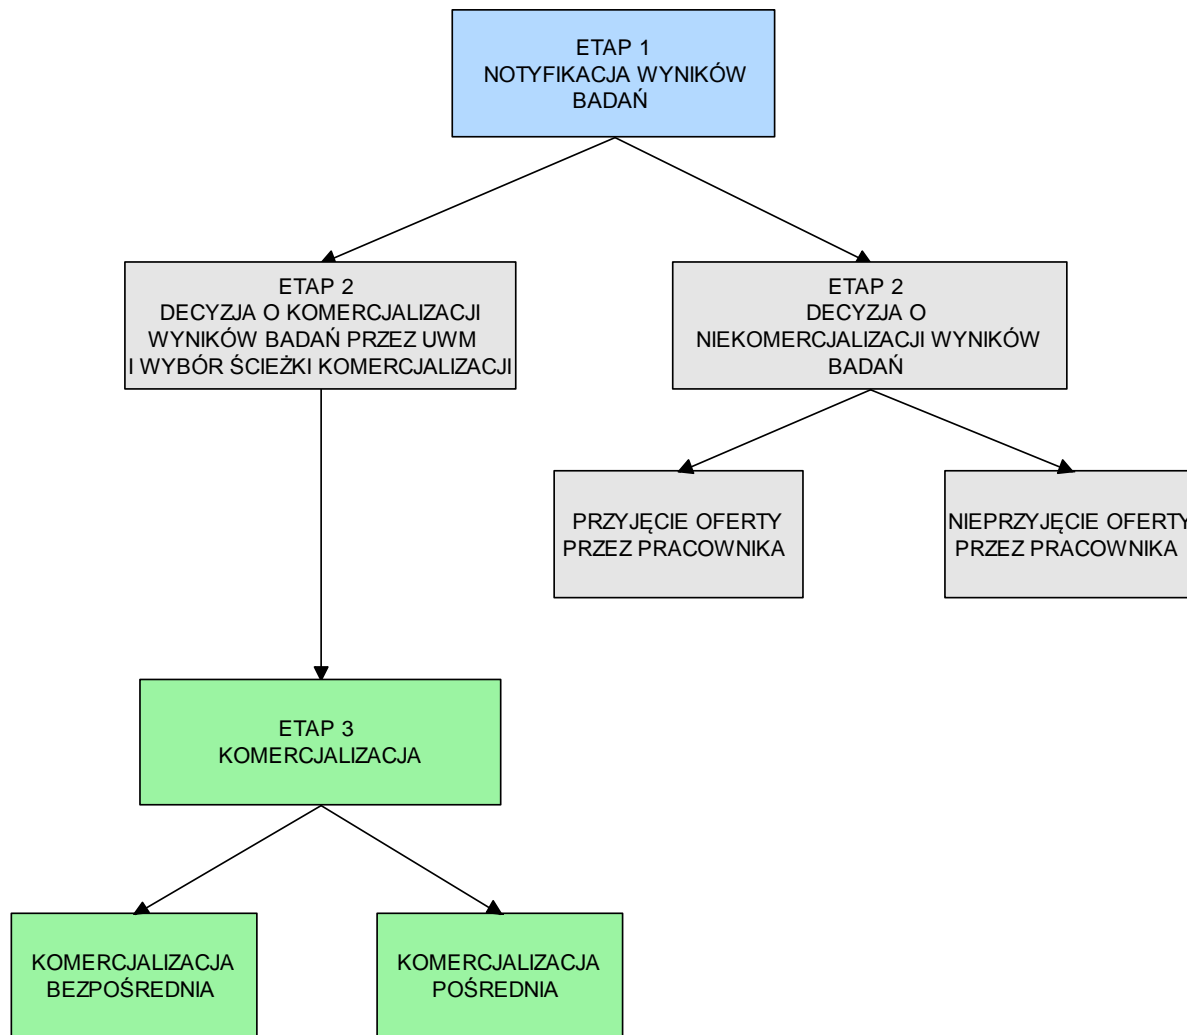 ETAP 1
NOTYFIKACJA WYNIKÓW
BADAŃ
ETAP 2
DECYZJA O KOMERCJALIZACJI
WYNIKÓW BADAŃ PRZEZ UWM
I WYBÓR ŚCIEŻKI KOMERCJALIZACJI
ETAP 2
DECYZJA O
NIEKOMERCJALIZACJI WYNIKÓW
BADAŃ
PRZYJĘCIE OFERTY
PRZEZ PRACOWNIKA
NIEPRZYJĘCIE OFERTY
PRZEZ PRACOWNIKA
ETAP 3
KOMERCJALIZACJA
KOMERCJALIZACJA
BEZPOŚREDNIA
KOMERCJALIZACJA
POŚREDNIA